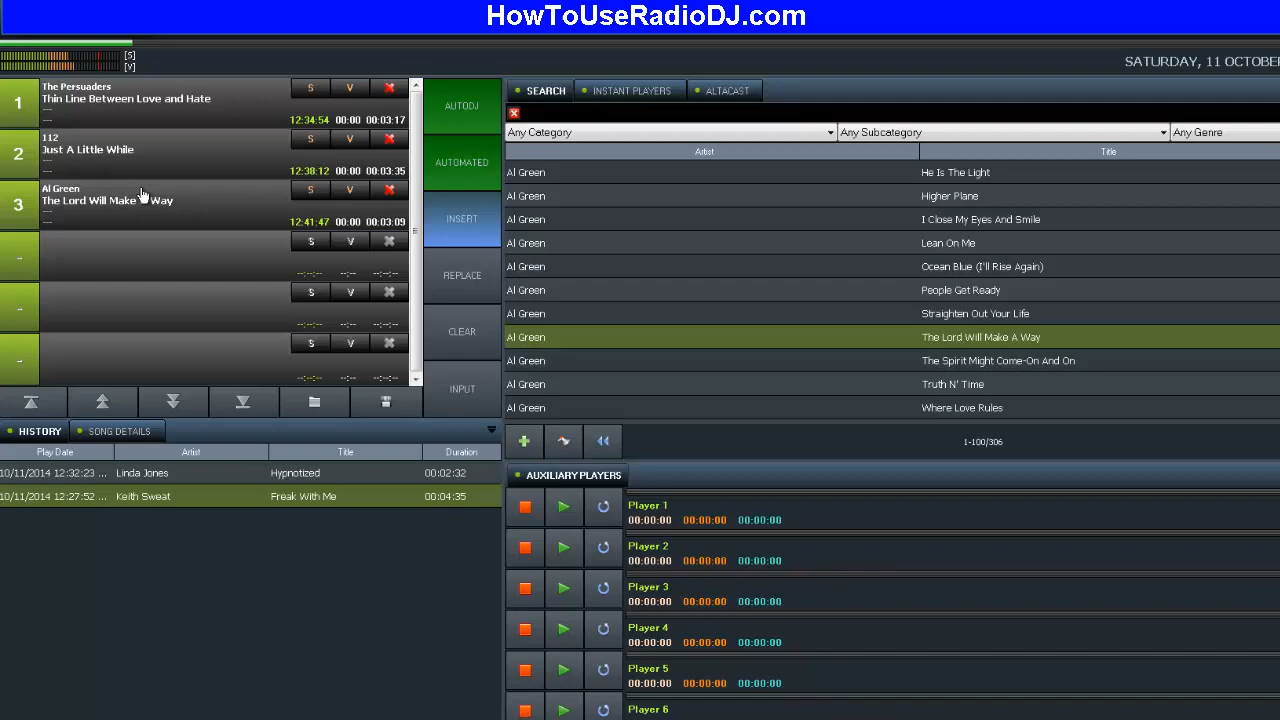 HowToUseRadioDJ.com
[S]
[V]
SATURDAY, 11 OCTOBER
1
The Persuaders
Thin Line Between Love and Hate
---
---
S V
12:34:54 00:00 00:03:17
2
112
Just A Little While
---
---
S V
12:38:12 00:00 00:03:35
3
Al Green
The Lord Will Make A Way
---
---
S V
12:41:47 00:00 00:03:09
-
S V
--:--:-- --:-- --:--:--
-
S V
--:--:-- --:-- --:--:--
-
S V
--:--:-- --:-- --:--:--
AUTODJ
AUTOMATED
INSERT
REPLACE
CLEAR
INPUT
HISTORY SONG DETAILS
Play Date Artist Title Duration
10/11/2014 12:32:23 ... Linda Jones Hypnotized 00:02:32
10/11/2014 12:27:52 ... Keith Sweat Freak With Me 00:04:35
SEARCH INSTANT PLAYERS ALTACAST
Any Category Any Subcategory Any Genre
Artist Title
Al Green He Is The Light
Al Green Higher Plane
Al Green I Close My Eyes And Smile
Al Green Lean On Me
Al Green Ocean Blue (I'll Rise Again)
Al Green People Get Ready
Al Green Straighten Out Your Life
Al Green The Lord Will Make A Way
Al Green The Spirit Might Come-On And On
Al Green Truth N' Time
Al Green Where Love Rules
1-100/306
AUXILIARY PLAYERS
Player 1
00:00:00 00:00:00 00:00:00
Player 2
00:00:00 00:00:00 00:00:00
Player 3
00:00:00 00:00:00 00:00:00
Player 4
00:00:00 00:00:00 00:00:00
Player 5
00:00:00 00:00:00 00:00:00
Player 6